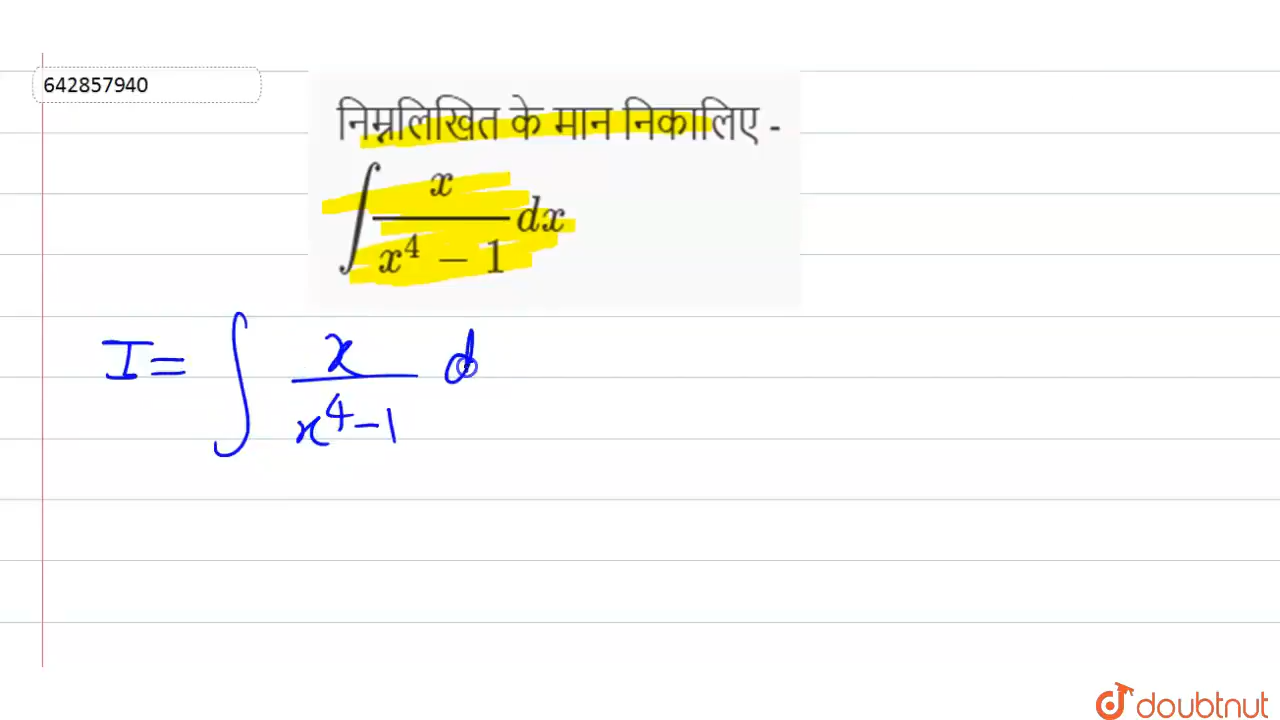 642857940
निम्नलिखित के मान निकालिए -
∫ x/(x⁴ − 1) dx
I = ∫ x/(x⁴-1) d
doubtnut